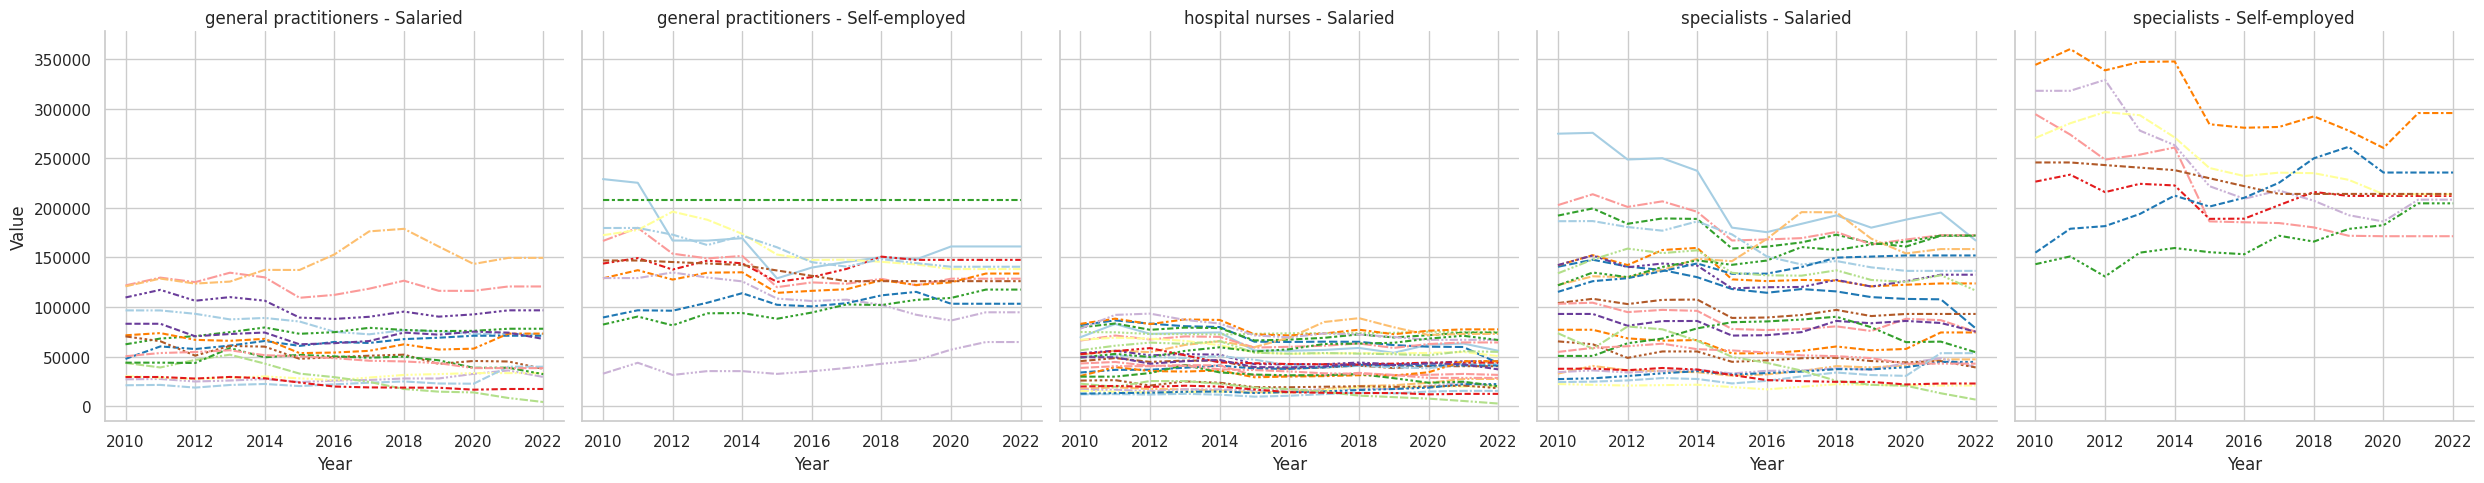 general practitioners - Salaried
general practitioners - Self-employed
hospital nurses - Salaried
specialists - Salaried
specialists - Self-employed
350000
300000
250000
200000
150000
100000
50000
0
Value
2010 2012 2014 2016 2018 2020 2022
2010 2012 2014 2016 2018 2020 2022
2010 2012 2014 2016 2018 2020 2022
2010 2012 2014 2016 2018 2020 2022
2010 2012 2014 2016 2018 2020 2022
Year
Year
Year
Year
Year